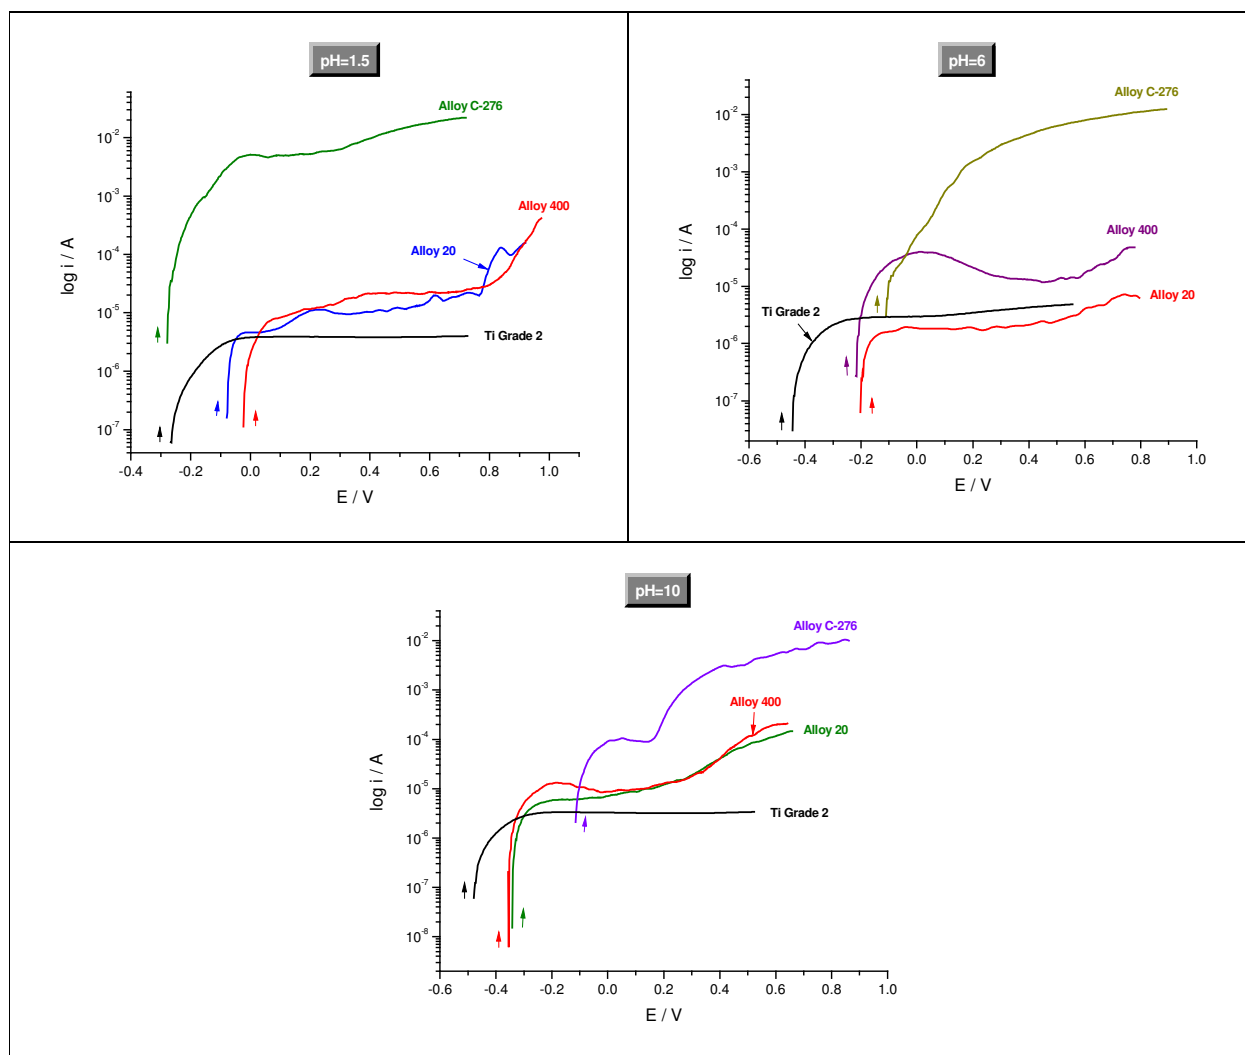 pH=1.5
Alloy C-276
Alloy 400
Alloy 20
Ti Grade 2
log i / A
10⁻²
10⁻³
10⁻⁴
10⁻⁵
10⁻⁶
10⁻⁷
-0.4 -0.2 0.0 0.2 0.4 0.6 0.8 1.0
E / V
pH=6
Alloy C-276
Alloy 400
Alloy 20
Ti Grade 2
log i / A
10⁻²
10⁻³
10⁻⁴
10⁻⁵
10⁻⁶
10⁻⁷
-0.6 -0.4 -0.2 0.0 0.2 0.4 0.6 0.8 1.0
E / V
pH=10
Alloy C-276
Alloy 400
Alloy 20
Ti Grade 2
log i / A
10⁻²
10⁻³
10⁻⁴
10⁻⁵
10⁻⁶
10⁻⁷
10⁻⁸
-0.6 -0.4 -0.2 0.0 0.2 0.4 0.6 0.8 1.0
E / V